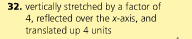 32. vertically stretched by a factor of
4, reflected over the x-axis, and
translated up 4 units